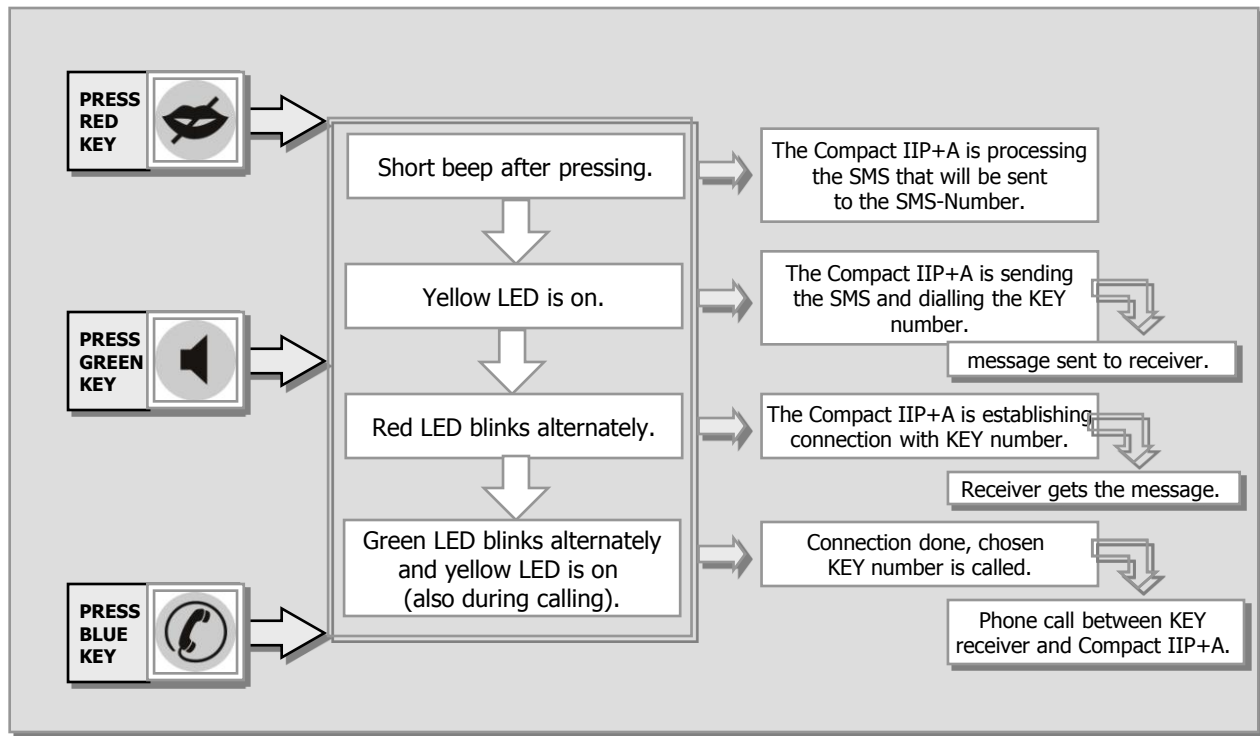 PRESS
RED
KEY
Short beep after pressing.
The Compact IIP+A is processing
the SMS that will be sent
to the SMS-Number.
Yellow LED is on.
The Compact IIP+A is sending
the SMS and dialling the KEY
number.
message sent to receiver.
PRESS
GREEN
KEY
Red LED blinks alternately.
The Compact IIP+A is establishing
connection with KEY number.
Receiver gets the message.
Green LED blinks alternately
and yellow LED is on
(also during calling).
Connection done, chosen
KEY number is called.
Phone call between KEY
receiver and Compact IIP+A.
PRESS
BLUE
KEY